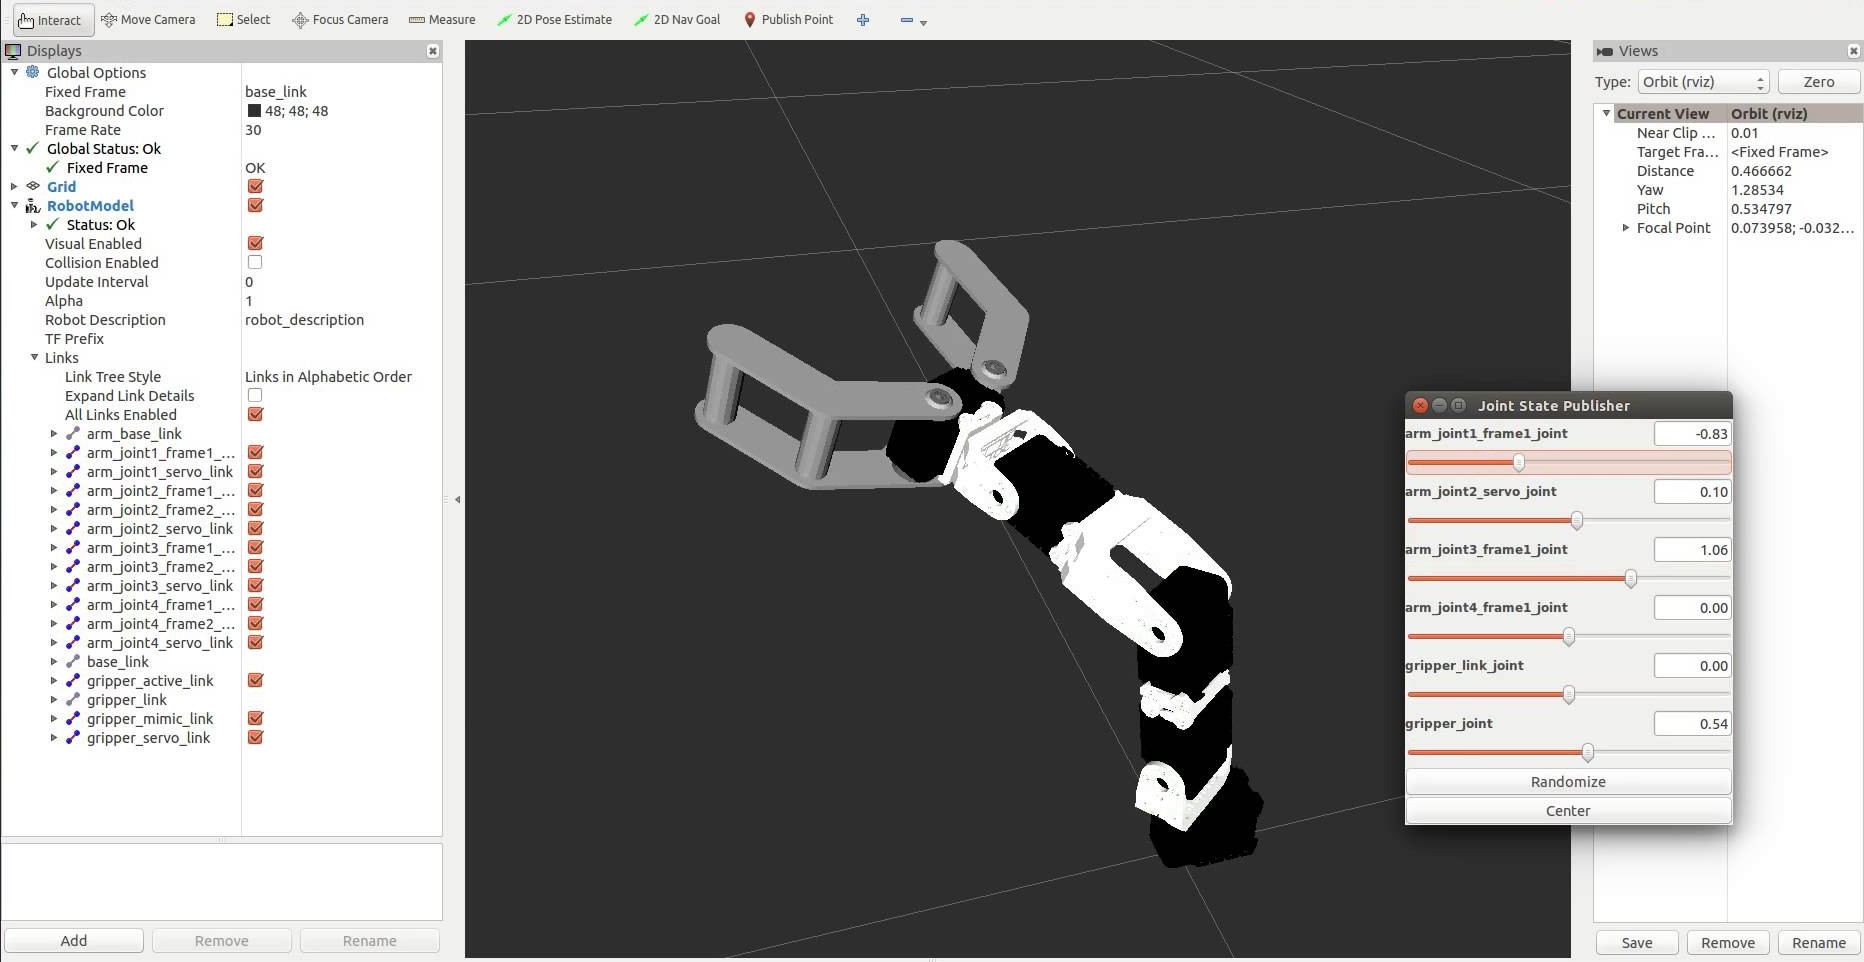 Interact Move Camera Select Focus Camera Measure 2D Pose Estimate 2D Nav Goal Publish Point
Displays
Global Options
Fixed Frame base_link
Background Color 48; 48; 48
Frame Rate 30
Global Status: Ok
Fixed Frame OK
Grid
RobotModel
Status: Ok
Visual Enabled
Collision Enabled
Update Interval 0
Alpha 1
Robot Description robot_description
TF Prefix
Links
Link Tree Style Links in Alphabetic Order
Expand Link Details
All Links Enabled
arm_base_link
arm_joint1_frame1_...
arm_joint1_servo_link
arm_joint2_frame1_...
arm_joint2_frame2_...
arm_joint2_servo_link
arm_joint3_frame1_...
arm_joint3_frame2_...
arm_joint3_servo_link
arm_joint4_frame1_...
arm_joint4_frame2_...
arm_joint4_servo_link
base_link
gripper_active_link
gripper_link
gripper_mimic_link
gripper_servo_link
Add Remove Rename
Views
Type: Orbit (rviz) Zero
Current View Orbit (rviz)
Near Clip ... 0.01
Target Fra... <Fixed Frame>
Distance 0.466662
Yaw 1.28534
Pitch 0.534797
Focal Point 0.073958; -0.032...
Joint State Publisher
arm_joint1_frame1_joint -0.83
arm_joint2_servo_joint 0.10
arm_joint3_frame1_joint 1.06
arm_joint4_frame1_joint 0.00
gripper_link_joint 0.00
gripper_joint 0.54
Randomize
Center
Save Remove Rename